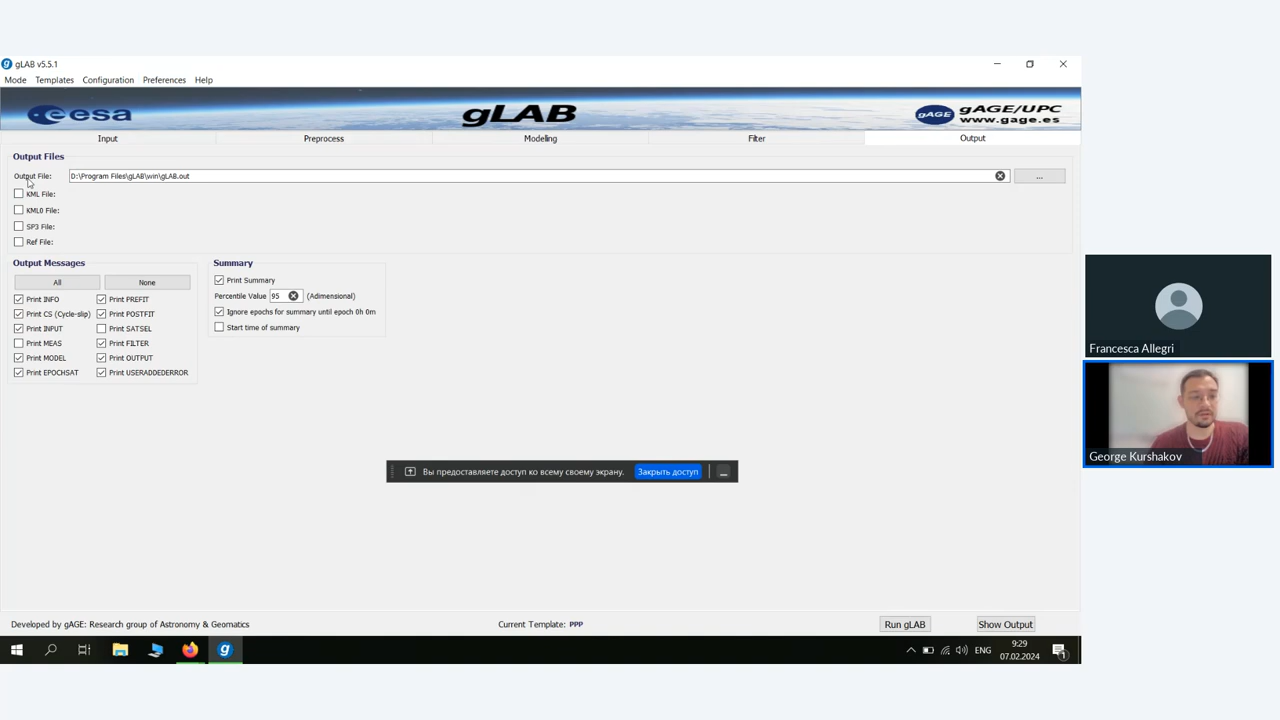 gLAB v5.5.1
Mode Templates Configuration Preferences Help
esa gLAB gAGE gAGE/UPC
www.gage.es
Input Preprocess Modeling Filter Output
Output Files
Output File: D:\Program Files\gLAB\win\gLAB.out ...
KML File:
KML0 File:
SP3 File:
Ref File:
Output Messages
All None
Print INFO Print PREFIT
Print CS (Cycle-slip) Print POSTFIT
Print INPUT Print SATSEL
Print MEAS Print FILTER
Print MODEL Print OUTPUT
Print EPOCHSAT Print USERADDEDERROR
Summary
Print Summary
Percentile Value 95 (Adimensional)
Ignore epochs for summary until epoch 0h 0m
Start time of summary
Francesca Allegri
George Kurshakov
Вы предоставляете доступ ко всему своему экрану. Закрыть доступ
Developed by gAGE: Research group of Astronomy & Geomatics Current Template: PPP Run gLAB Show Output
ENG 9:29
07.02.2024
1